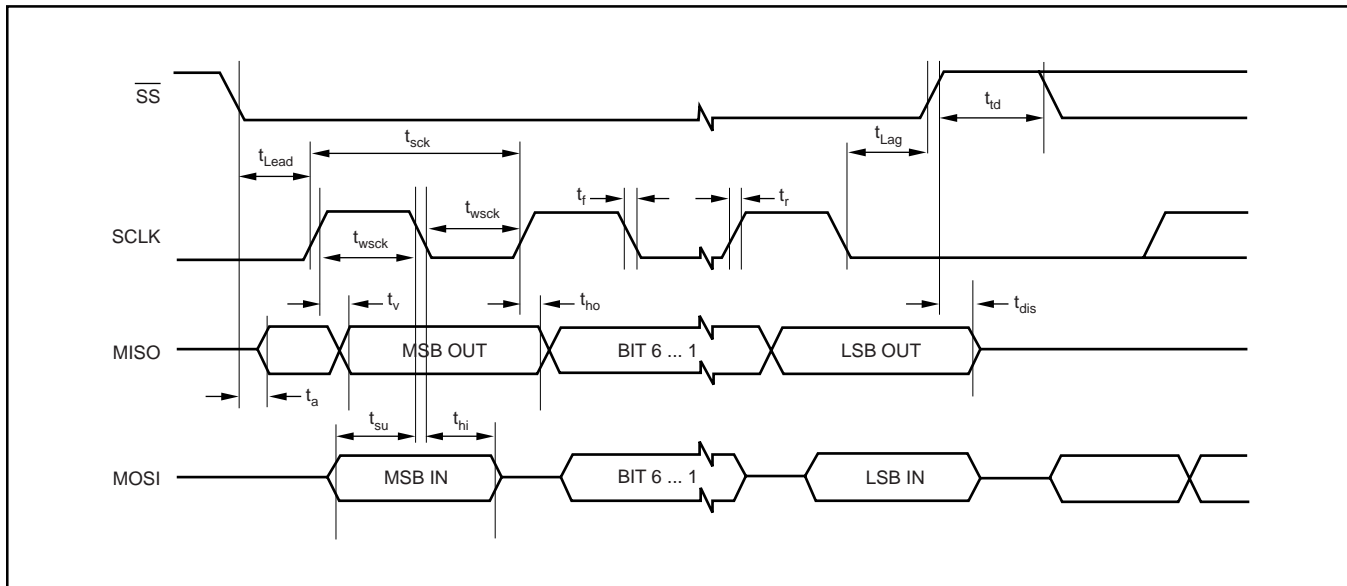 SS
t_td
t_sck
t_Lag
t_Lead
t_f
t_r
t_wsck
SCLK
t_wsck
t_v
t_ho
t_dis
MISO
MSB OUT
BIT 6 ... 1
LSB OUT
t_a
t_su
t_hi
MOSI
MSB IN
BIT 6 ... 1
LSB IN